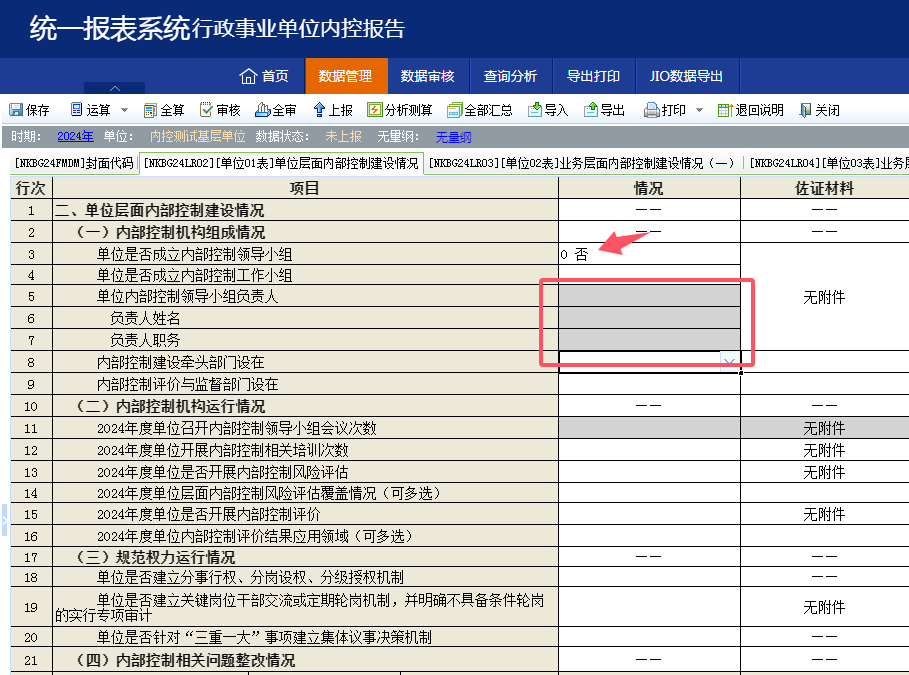 统一报表系统行政事业单位内控报告
首页 数据管理 数据审核 查询分析 导出打印 JIO数据导出
保存 运算 全算 审核 全审 上报 分析测算 全部汇总 导入 导出 打印 退回说明 关闭
时期： 2024年 单位： 内控测试基层单位 数据状态： 未上报 无量纲： 无量纲
[NKBG24FMDM]封面代码 [NKBG24LR02][单位01表]单位层面内部控制建设情况 [NKBG24LR03][单位02表]业务层面内部控制建设情况（一） [NKBG24LR04][单位03表]业务层
行次 项目 情况 佐证材料
1 二、单位层面内部控制建设情况 —— ——
2 （一）内部控制机构组成情况 —— ——
3 单位是否成立内部控制领导小组 0 否
4 单位是否成立内部控制工作小组
5 单位内部控制领导小组负责人 无附件
6 负责人姓名
7 负责人职务
8 内部控制建设牵头部门设在
9 内部控制评价与监督部门设在
10 （二）内部控制机构运行情况 —— ——
11 2024年度单位召开内部控制领导小组会议次数 无附件
12 2024年度单位开展内部控制相关培训次数 无附件
13 2024年度单位是否开展内部控制风险评估 无附件
14 2024年度单位层面内部控制风险评估覆盖情况（可多选）
15 2024年度单位是否开展内部控制评价 无附件
16 2024年度单位内部控制评价结果应用领域（可多选）
17 （三）规范权力运行情况 —— ——
18 单位是否建立分事行权、分岗设权、分级授权机制 ——
19 单位是否建立关键岗位干部交流或定期轮岗机制，并明确不具备条件轮岗
的实行专项审计 无附件
20 单位是否针对“三重一大”事项建立集体议事决策机制 ——
21 （四）内部控制相关问题整改情况 —— ——